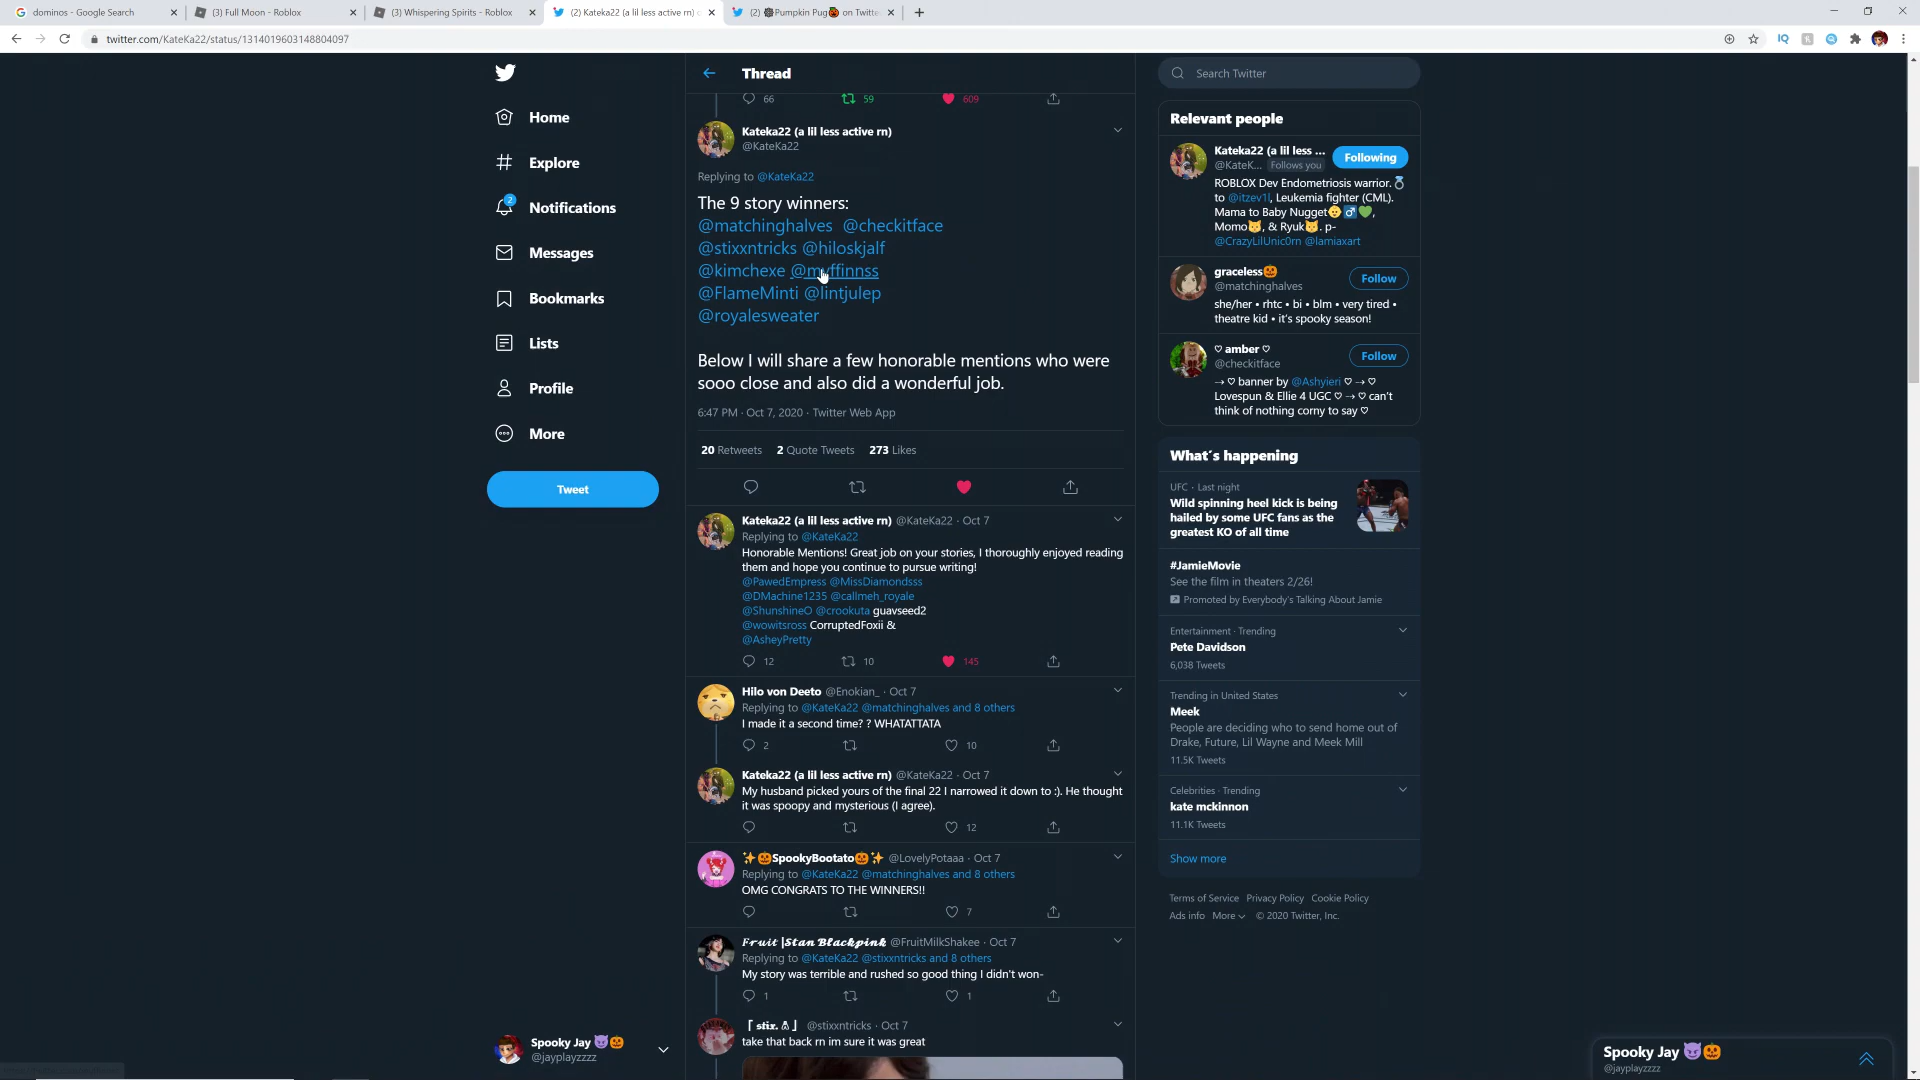 dominos - Google Search
(3) Full Moon - Roblox
(3) Whispering Spirits - Roblox
(2) Kateka22 (a lil less active rn)
(2) 🕸Pumpkin Pug🎃 on Twitte
twitter.com/KateKa22/status/1314019603148804097
Home
Explore
2
Notifications
Messages
Bookmarks
Lists
Profile
More
Tweet
Spooky Jay 😈🎃
@jayplayzzzz
Thread
66 59 609
Kateka22 (a lil less active rn)
@KateKa22
Replying to @KateKa22
The 9 story winners:
@matchinghalves @checkitface
@stixxntricks @hiloskjalf
@kimchexe
@FlameMinti @lintjulep
@royalesweater
Below I will share a few honorable mentions who were
sooo close and also did a wonderful job.
6:47 PM · Oct 7, 2020 · Twitter Web App
20 Retweets 2 Quote Tweets 273 Likes
Kateka22 (a lil less active rn) @KateKa22 · Oct 7
Replying to @KateKa22
Honorable Mentions! Great job on your stories, I thoroughly enjoyed reading
them and hope you continue to pursue writing!
@PawedEmpress @MissDiamondsss
@DMachine1235 @callmeh_royale
@ShunshineO @crookuta guavseed2
@wowitsross CorruptedFoxii &
@AsheyPretty
12 10 145
Hilo von Deeto @Enokian_ · Oct 7
Replying to @KateKa22 @matchinghalves and 8 others
I made it a second time? ? WHATATTATA
2 10
Kateka22 (a lil less active rn) @KateKa22 · Oct 7
My husband picked yours of the final 22 I narrowed it down to :). He thought
it was spoopy and mysterious (I agree).
12
✨🎃SpookyBootato🎃✨ @LovelyPotaaa · Oct 7
Replying to @KateKa22 @matchinghalves and 8 others
OMG CONGRATS TO THE WINNERS!!
7
𝑭𝒓𝒖𝒊𝒕 |𝑺𝒕𝒂𝒏 𝑩𝒍𝒂𝒄𝒌𝒑𝒊𝒏𝒌 @FruitMilkShakee · Oct 7
Replying to @KateKa22 @stixxntricks and 8 others
My story was terrible and rushed so good thing I didn't won-
1 1
「 stix. 」 @stixxntricks · Oct 7
take that back rn im sure it was great
Search Twitter
Relevant people
Kateka22 (a lil less ...
@KateK... Follows you
Following
ROBLOX Dev Endometriosis warrior.💍
to @itzev1l, Leukemia fighter (CML).
Mama to Baby Nugget👶♂💚,
Momo🐱, & Ryuk🐱. p-
@CrazyLilUnic0rn @lamiaxart
graceless🎃
@matchinghalves
Follow
she/her • rhtc • bi • blm • very tired •
theatre kid • it's spooky season!
♡ amber ♡
@checkitface
Follow
→ ♡ banner by @Ashyieri ♡ → ♡
Lovespun & Ellie 4 UGC ♡ → ♡ can't
think of nothing corny to say ♡
What's happening
UFC · Last night
Wild spinning heel kick is being
hailed by some UFC fans as the
greatest KO of all time
#JamieMovie
See the film in theaters 2/26!
Promoted by Everybody's Talking About Jamie
Entertainment · Trending
Pete Davidson
6,038 Tweets
Trending in United States
Meek
People are deciding who to send home out of
Drake, Future, Lil Wayne and Meek Mill
11.5K Tweets
Celebrities · Trending
kate mckinnon
11.1K Tweets
Show more
Terms of Service Privacy Policy Cookie Policy
Ads info More © 2020 Twitter, Inc.
Spooky Jay 😈🎃
@jayplayzzzz